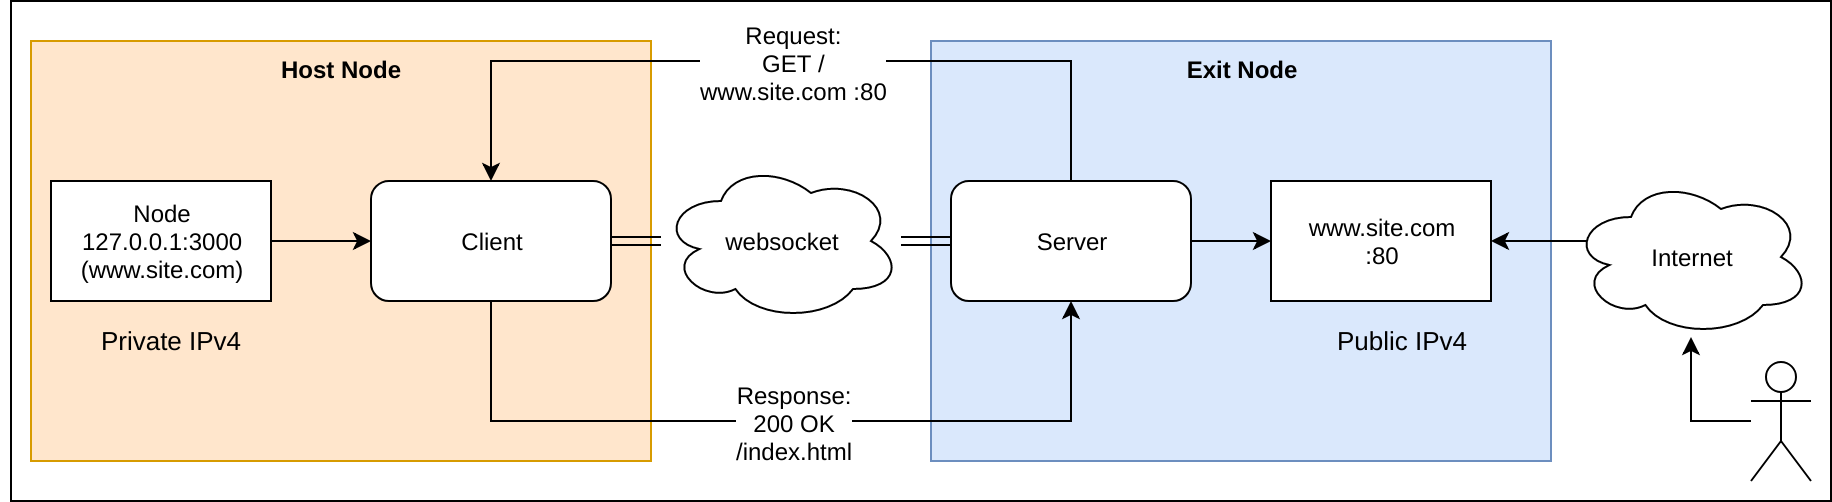 Host Node
Request:
GET /
www.site.com :80
Exit Node
Node
127.0.0.1:3000
(www.site.com)
Client
websocket
Server
www.site.com
:80
Internet
Private IPv4
Public IPv4
Response:
200 OK
/index.html